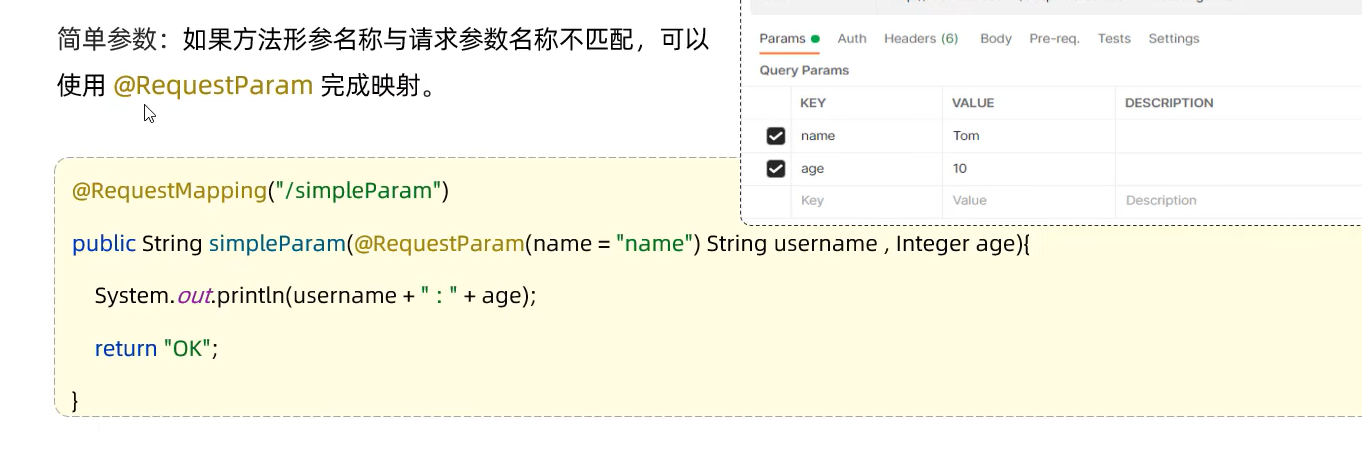 简单参数：如果方法形参名称与请求参数名称不匹配，可以
使用 @RequestParam 完成映射。
Params Auth Headers (6) Body Pre-req. Tests Settings
Query Params
KEY VALUE DESCRIPTION
name Tom
age 10
Key Value Description
@RequestMapping("/simpleParam")
public String simpleParam(@RequestParam(name = "name") String username , Integer age){
System.out.println(username + " : " + age);
return "OK";
}